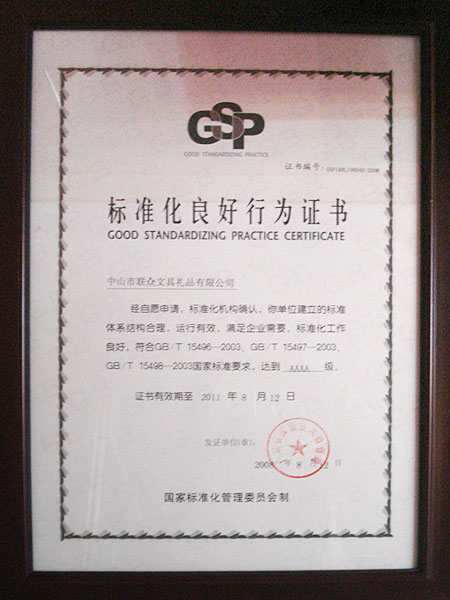 GSP
GOOD STANDARDIZING PRACTICE
证书编号:
标准化良好行为证书
GOOD STANDARDIZING PRACTICE CERTIFICATE
中山市联众文具礼品有限公司
经自愿申请,标准化机构确认,你单位建立的标准
体系结构合理,运行有效,满足企业需要,标准化工作
良好,符合GB/T 15496—2003、GB/T 15497—2003、
GB/T 15498—2003国家标准要求,达到 AAAA 级。
证书有效期至 2011 年 8 月 12 日
发证单位(章):
2008 年 8 月 12 日
国家标准化管理委员会制